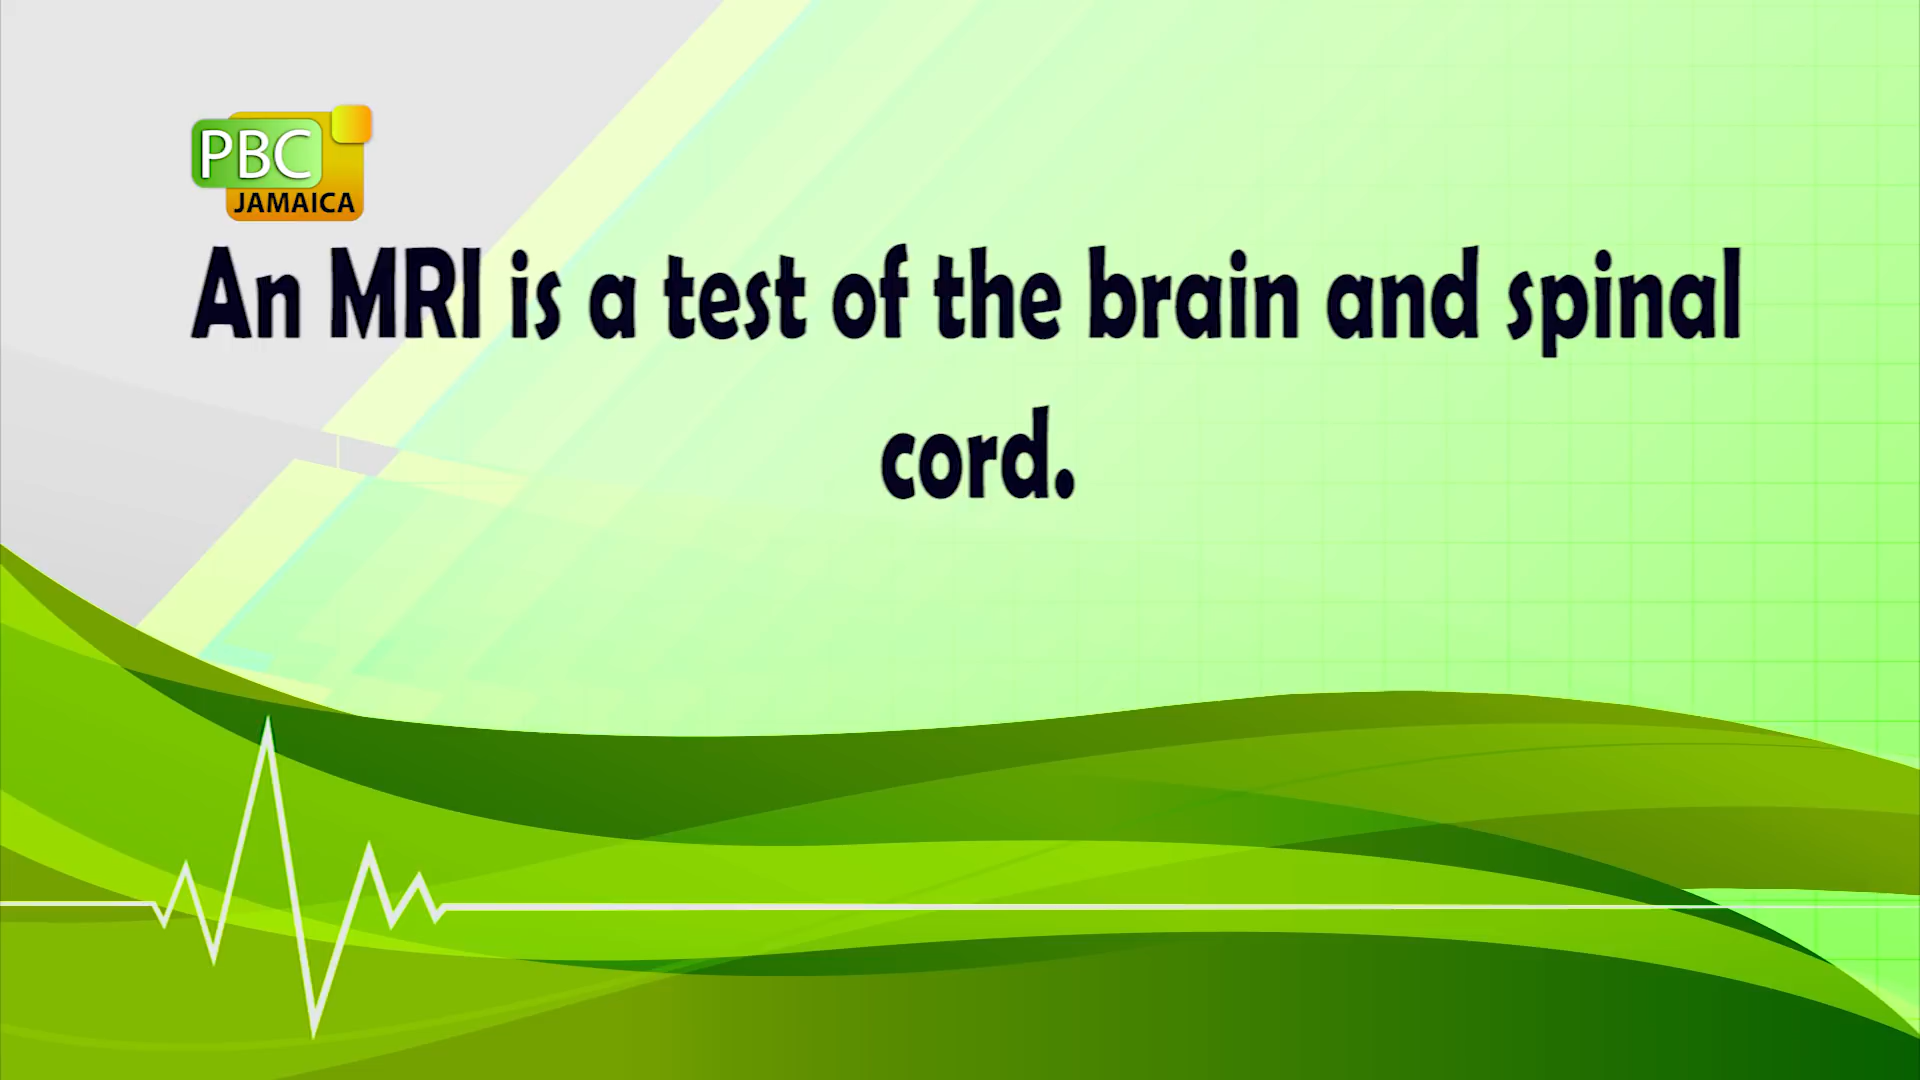 PBC
JAMAICA
An MRI is a test of the brain and spinal
cord.